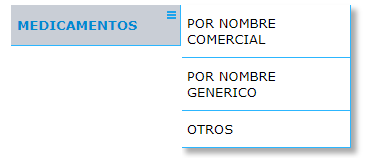 MEDICAMENTOS
POR NOMBRE
COMERCIAL
POR NOMBRE
GENERICO
OTROS